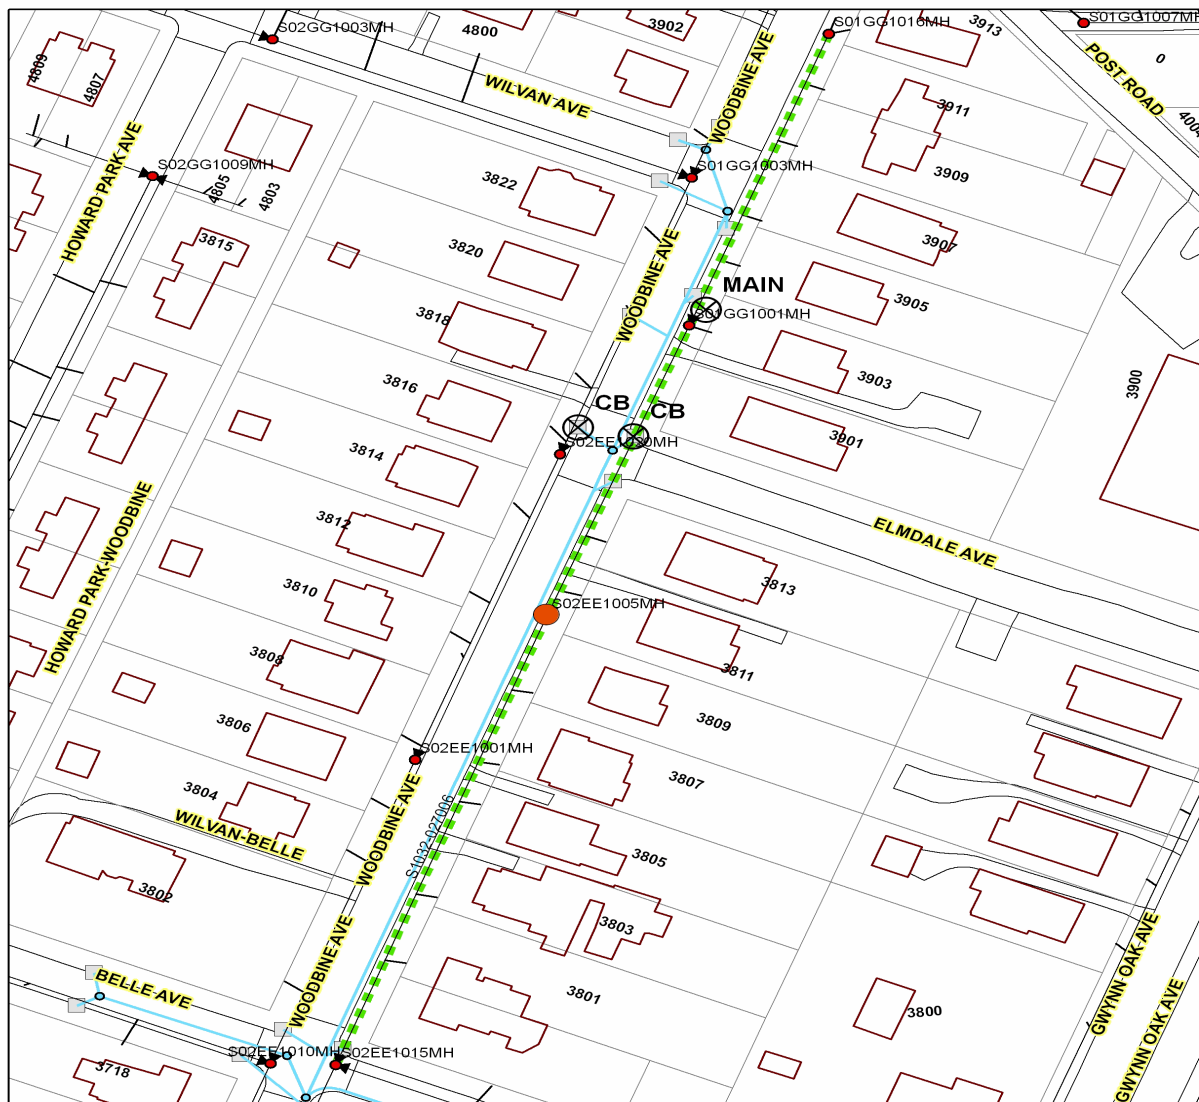 S02GG1003MH
3902
S01GG1016MH
3913
S01GG1007MH
4800
0
4809
4807
WILVAN AVE
WOODBINE AVE
POST ROAD
3911
4004
HOWARD PARK AVE
S02GG1009MH
4805
4803
3822
S01GG1003MH
3909
3815
3820
WOODBINE AVE
3907
MAIN
3818
S01GG1001MH
3905
3816
CB
CB
3903
3900
S02EE1020MH
3901
3814
HOWARD PARK-WOODBINE
3812
ELMDALE AVE
3810
S02EE1005MH
3813
3808
3811
3806
S02EE1001MH
3809
3804
3807
WILVAN-BELLE
WOODBINE AVE
S1032-027006
3805
3802
3803
BELLE AVE
WOODBINE AVE
3801
3800
GWYNN OAK AVE
GWYNN OAK AVE
S02EE1010MH
S02EE1015MH
3718